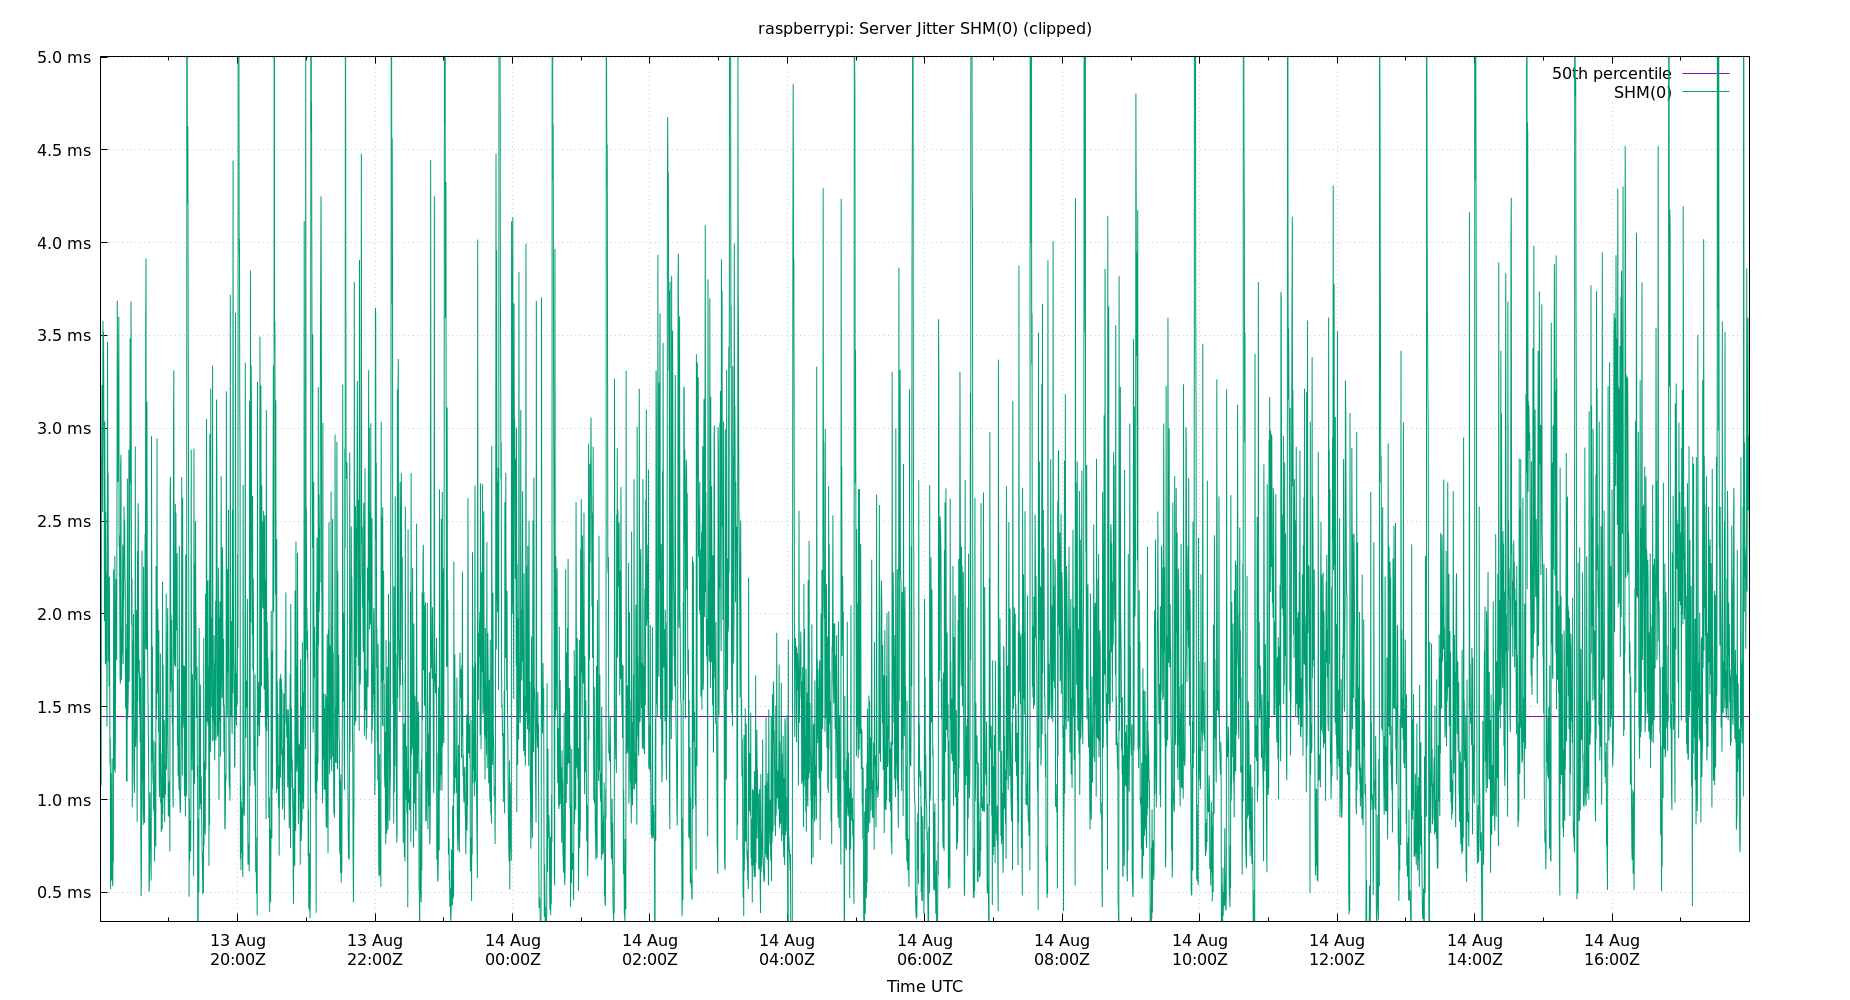 raspberrypi: Server Jitter SHM(0) (clipped)
5.0 ms
50th percentile
SHM(0)
4.5 ms
4.0 ms
3.5 ms
3.0 ms
2.5 ms
2.0 ms
1.5 ms
1.0 ms
0.5 ms
13 Aug 13 Aug 14 Aug 14 Aug 14 Aug 14 Aug 14 Aug 14 Aug 14 Aug 14 Aug 14 Aug
20:00Z 22:00Z 00:00Z 02:00Z 04:00Z 06:00Z 08:00Z 10:00Z 12:00Z 14:00Z 16:00Z
Time UTC